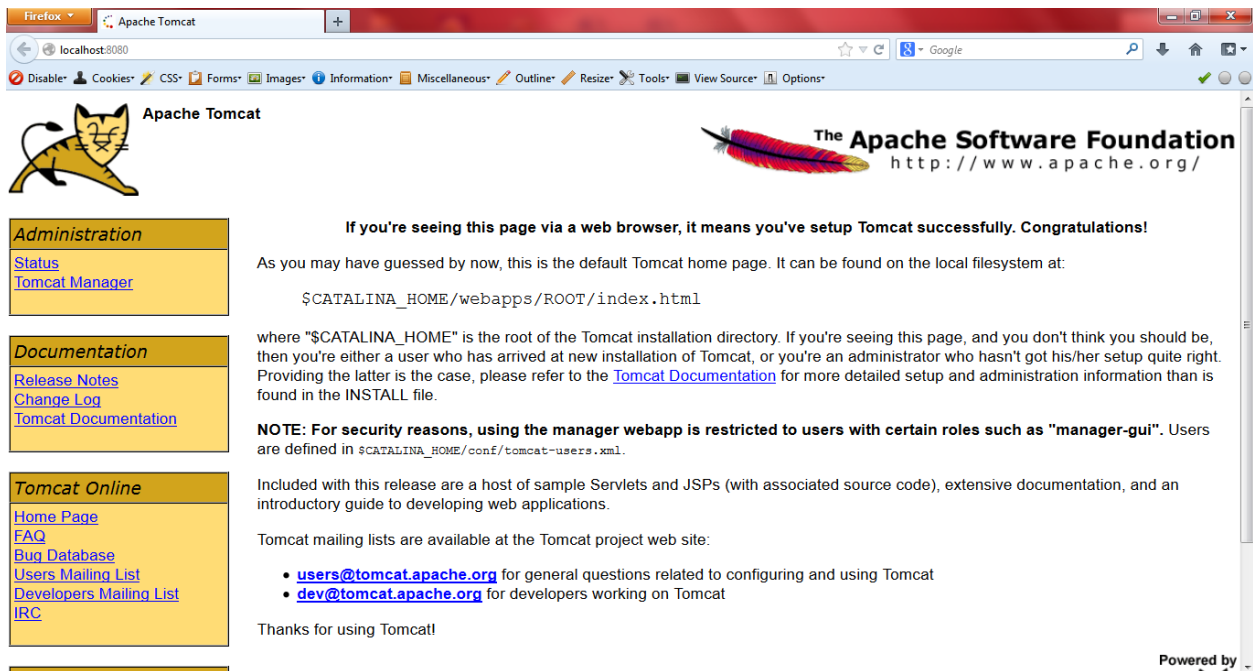 Firefox
Apache Tomcat
localhost:8080
Google
Disable Cookies CSS Forms Images Information Miscellaneous Outline Resize Tools View Source Options
Apache Tomcat
The Apache Software Foundation
http://www.apache.org/
Administration
Status
Tomcat Manager
Documentation
Release Notes
Change Log
Tomcat Documentation
Tomcat Online
Home Page
FAQ
Bug Database
Users Mailing List
Developers Mailing List
IRC
If you're seeing this page via a web browser, it means you've setup Tomcat successfully. Congratulations!
As you may have guessed by now, this is the default Tomcat home page. It can be found on the local filesystem at:
$CATALINA_HOME/webapps/ROOT/index.html
where "$CATALINA_HOME" is the root of the Tomcat installation directory. If you're seeing this page, and you don't think you should be,
then you're either a user who has arrived at new installation of Tomcat, or you're an administrator who hasn't got his/her setup quite right.
Providing the latter is the case, please refer to the Tomcat Documentation for more detailed setup and administration information than is
found in the INSTALL file.
NOTE: For security reasons, using the manager webapp is restricted to users with certain roles such as "manager-gui". Users
are defined in $CATALINA_HOME/conf/tomcat-users.xml.
Included with this release are a host of sample Servlets and JSPs (with associated source code), extensive documentation, and an
introductory guide to developing web applications.
Tomcat mailing lists are available at the Tomcat project web site:
• users@tomcat.apache.org for general questions related to configuring and using Tomcat
• dev@tomcat.apache.org for developers working on Tomcat
Thanks for using Tomcat!
Powered by